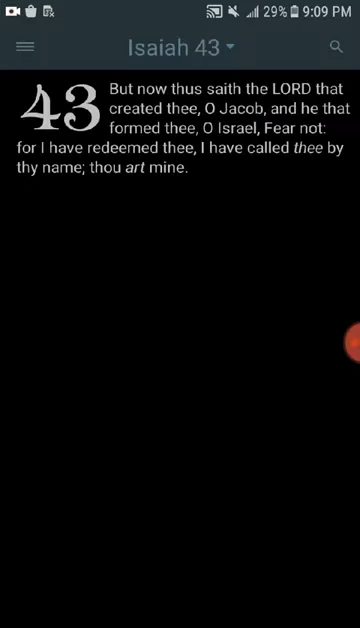 29% 9:09 PM
Isaiah 43
43 But now thus saith the LORD that
created thee, O Jacob, and he that
formed thee, O Israel, Fear not:
for I have redeemed thee, I have called thee by
thy name; thou art mine.